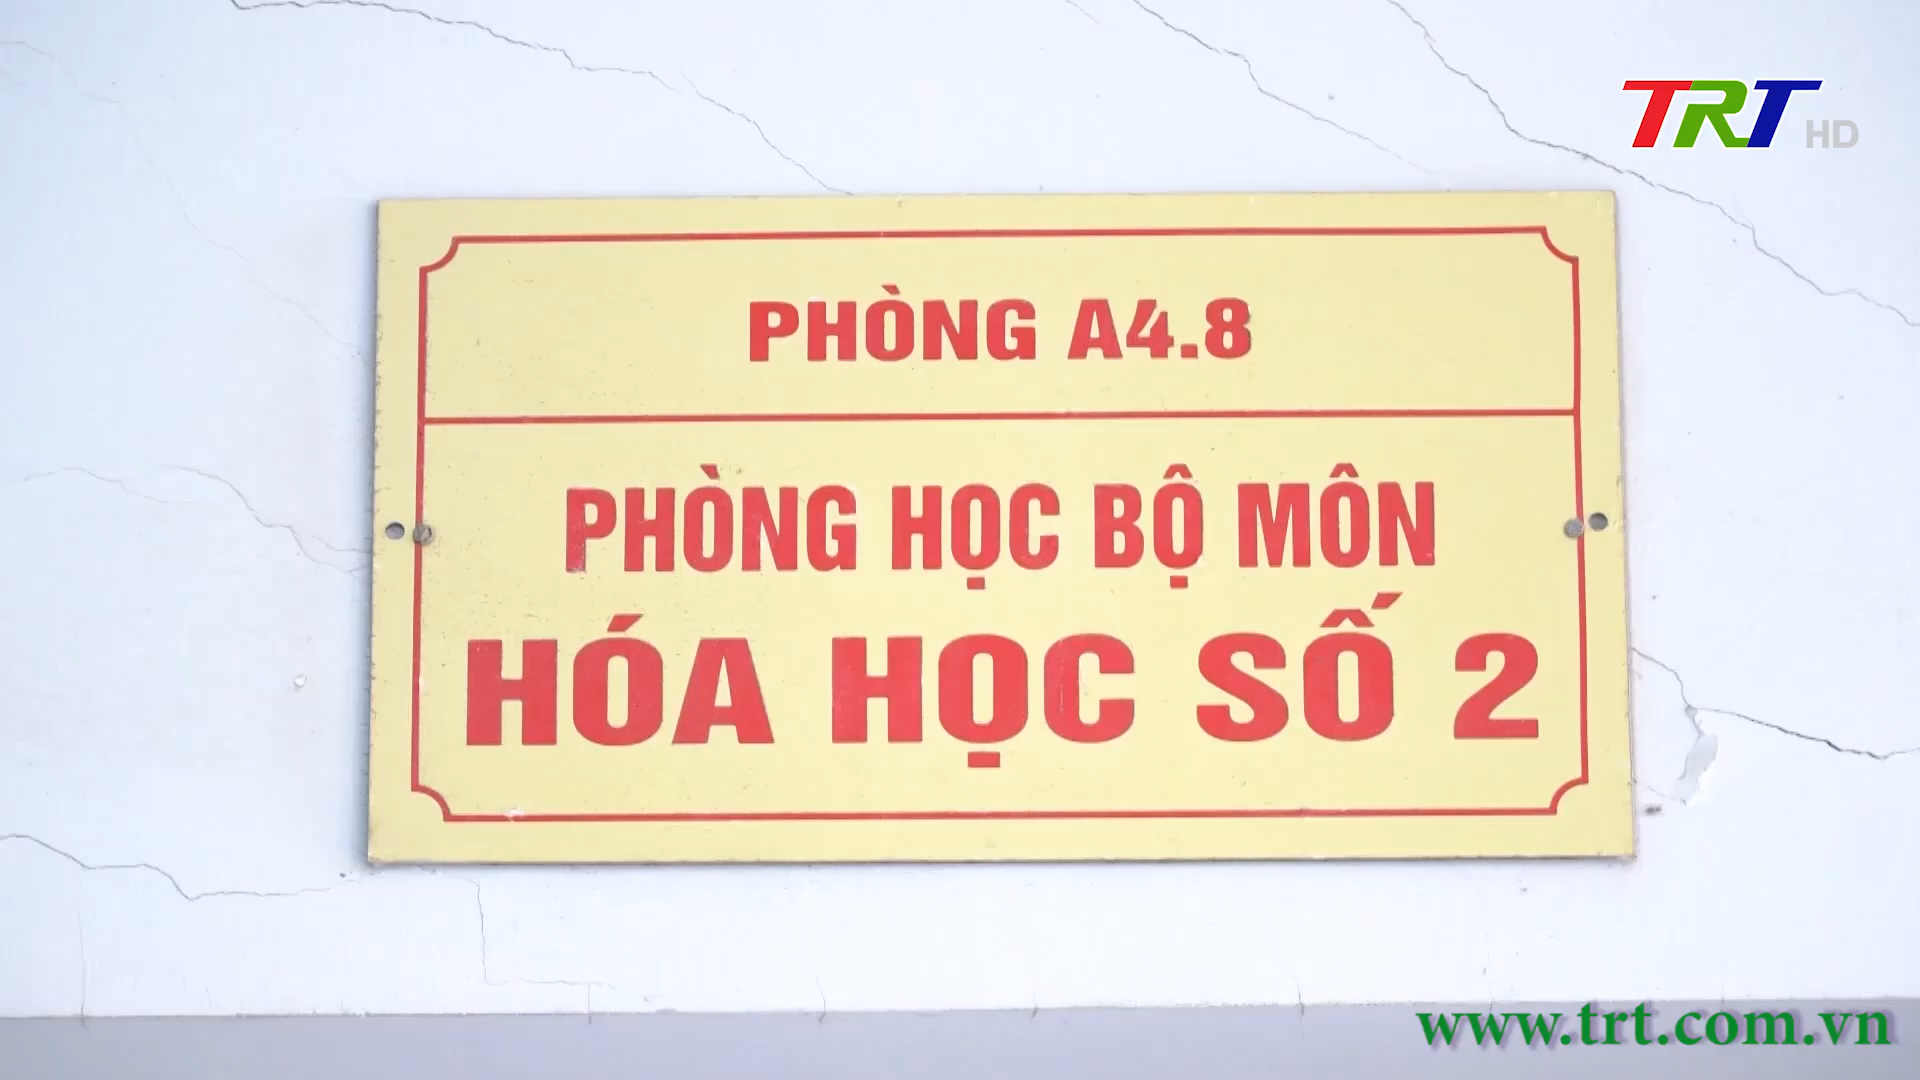 TRT HD
PHÒNG A4.8
PHÒNG HỌC BỘ MÔN
HÓA HỌC SỐ 2
www.trt.com.vn